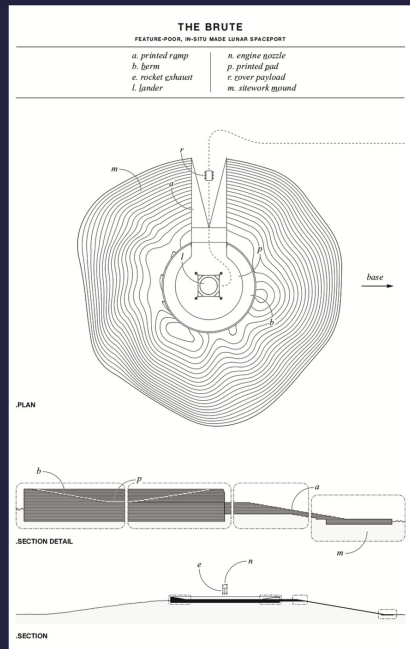 THE BRUTE
FEATURE-POOR, IN-SITU MADE LUNAR SPACEPORT
a. printed ramp
b. berm
e. rocket exhaust
l. lander
n. engine nozzle
p. printed pad
r. rover payload
m. sitework mound
r
m
a
l
p
base
b
.PLAN
b
p
a
.SECTION DETAIL
m
e
n
.SECTION